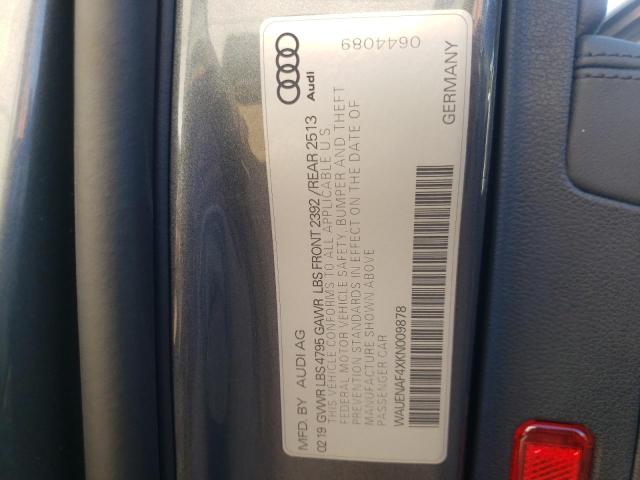 MFD. BY AUDI AG
0219 GVWR LBS 4795 GAWR LBS FRONT 2392 / REAR 2513
THIS VEHICLE CONFORMS TO ALL APPLICABLE U.S.
FEDERAL MOTOR VEHICLE SAFETY, BUMPER AND THEFT
PREVENTION STANDARDS IN EFFECT ON THE DATE OF
MANUFACTURE SHOWN ABOVE
PASSENGER CAR
WAUENAF4XKN009878
Audi
GERMANY
0644089